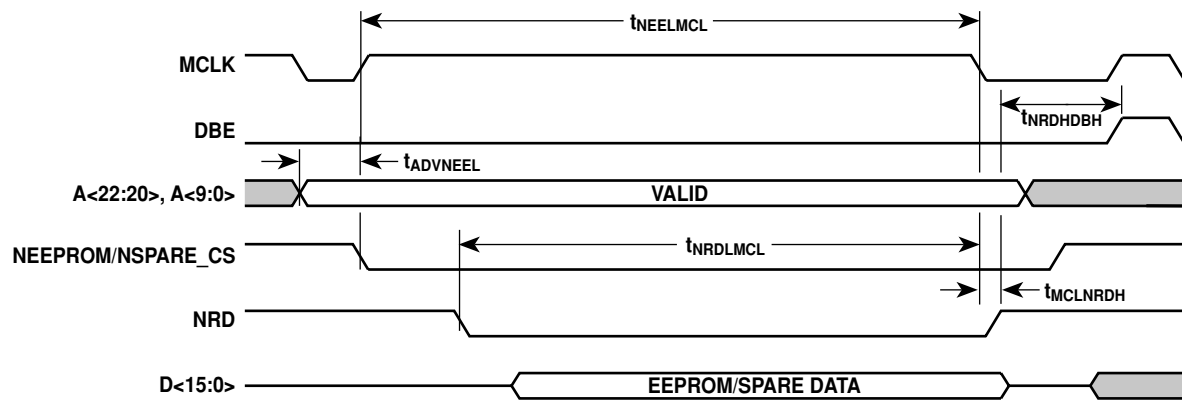 tNEELMCL
MCLK
tNRDHDBH
DBE
tADVNEEL
A<22:20>, A<9:0>
VALID
tNRDLMCL
NEEPROM/NSPARE_CS
tMCLNRDH
NRD
D<15:0>
EEPROM/SPARE DATA